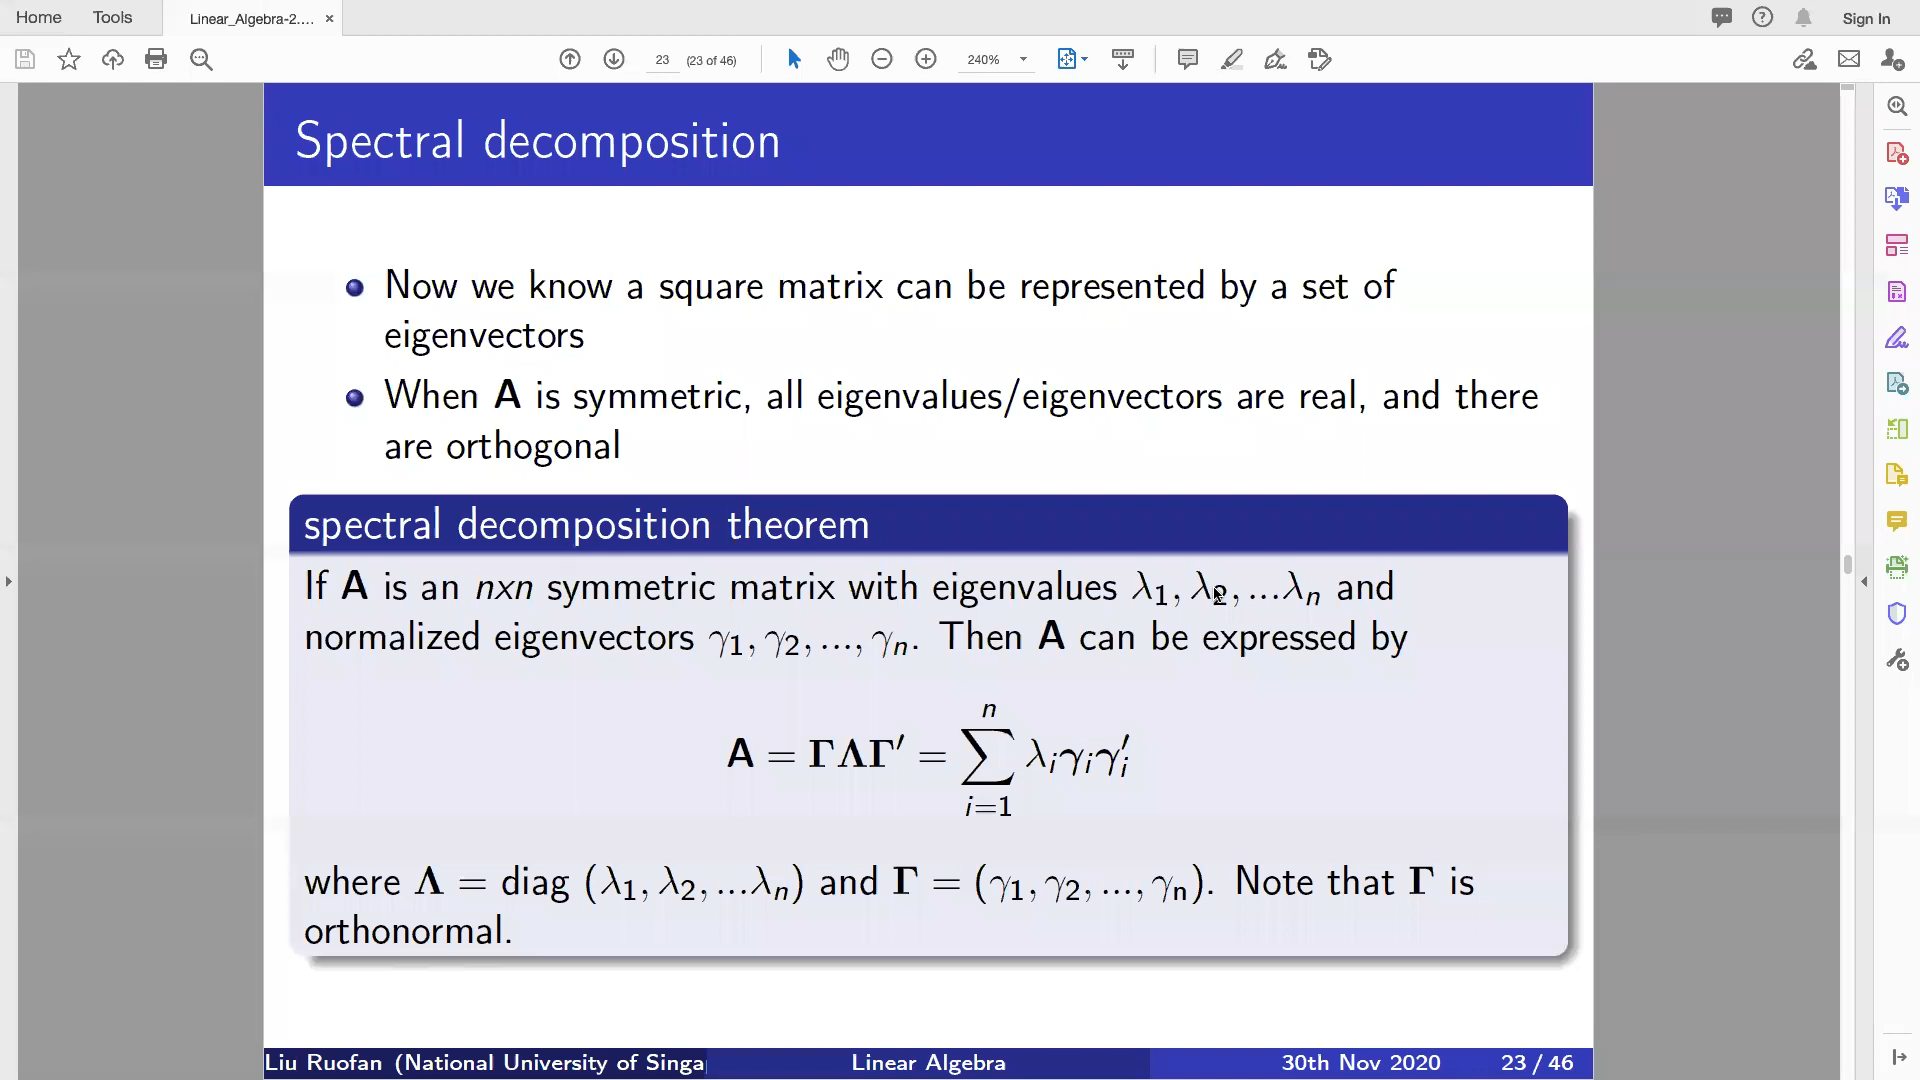 Home Tools Linear_Algebra-2.... × Sign In
23 (23 of 46) 240%
Spectral decomposition
Now we know a square matrix can be represented by a set of
eigenvectors
When A is symmetric, all eigenvalues/eigenvectors are real, and there
are orthogonal
spectral decomposition theorem
If A is an nxn symmetric matrix with eigenvalues λ₁, λ₂, ...λₙ and
normalized eigenvectors γ₁, γ₂, ..., γₙ. Then A can be expressed by
A = ΓΛΓ′ = ∑ᵢ₌₁ⁿ λᵢγᵢγᵢ′
where Λ = diag (λ₁, λ₂, ...λₙ) and Γ = (γ₁, γ₂, ..., γₙ). Note that Γ is
orthonormal.
Liu Ruofan (National University of Singa Linear Algebra 30th Nov 2020 23 / 46